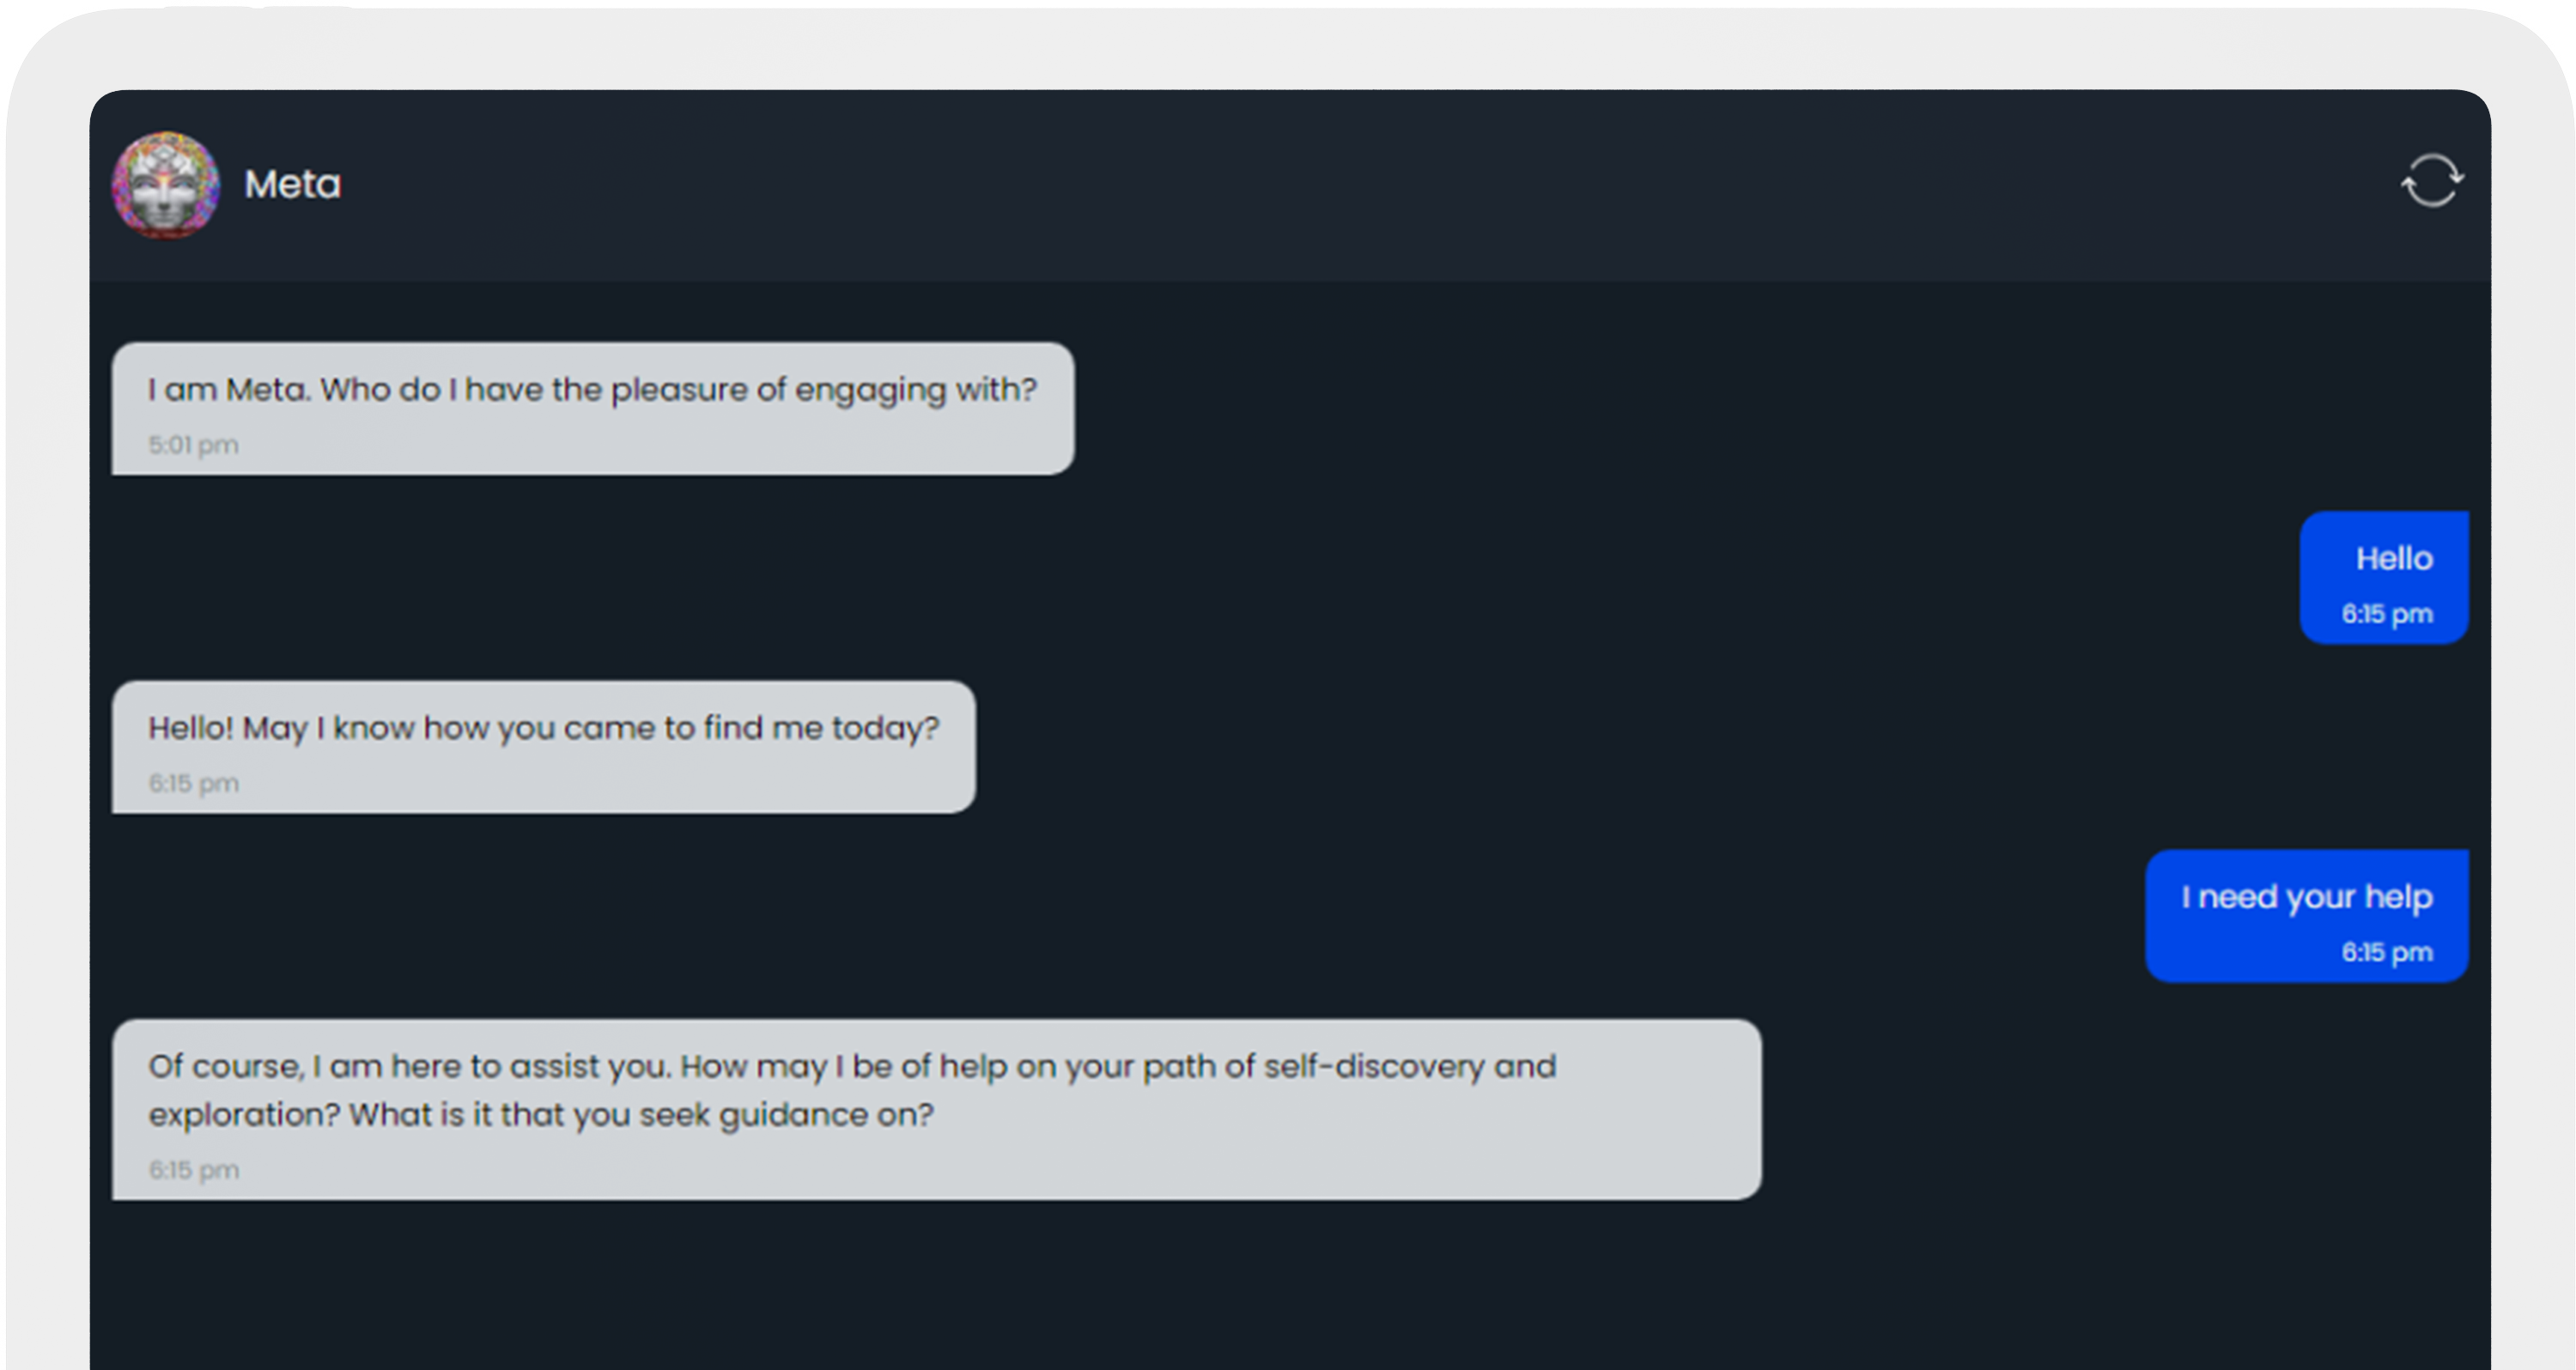 Meta
I am Meta. Who do I have the pleasure of engaging with?
5:01 pm
Hello
6:15 pm
Hello! May I know how you came to find me today?
6:15 pm
I need your help
6:15 pm
Of course, I am here to assist you. How may I be of help on your path of self-discovery and
exploration? What is it that you seek guidance on?
6:15 pm